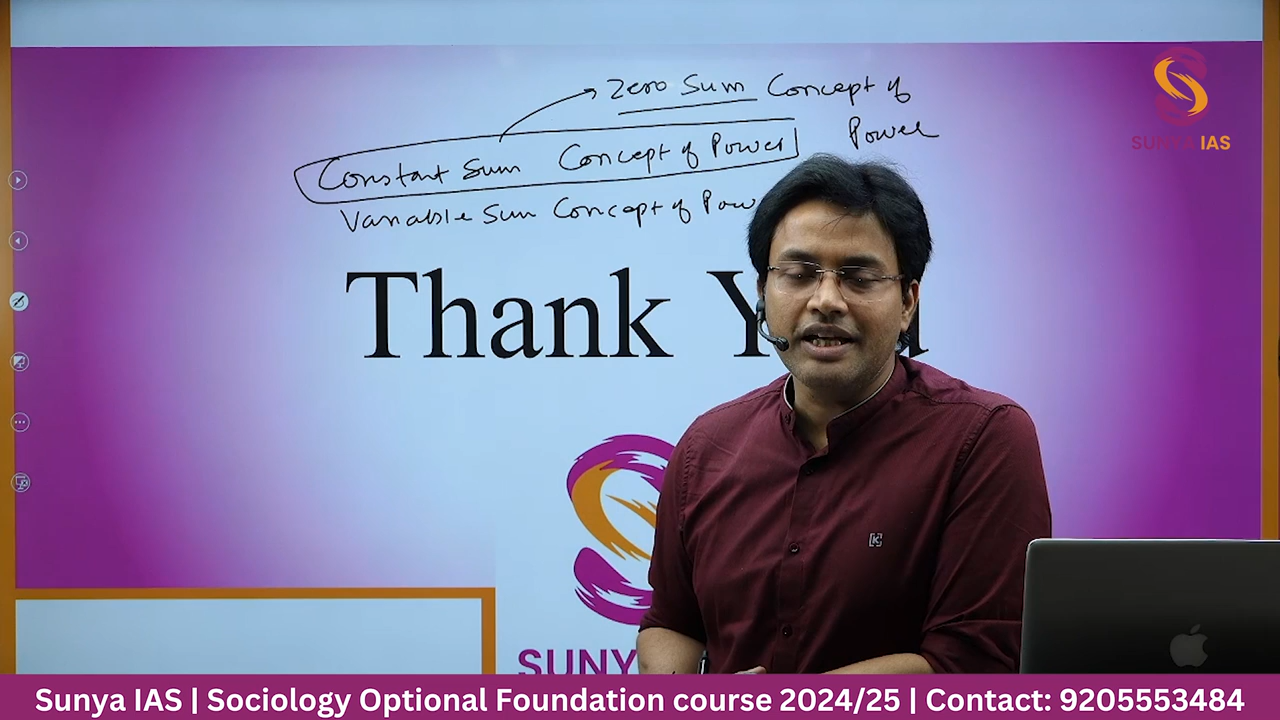 Zero Sum Concept of
Power
Constant Sum Concept of Power
Variable Sum Concept of Pow
SUNYA IAS
Thank Y
SUNY
Sunya IAS | Sociology Optional Foundation course 2024/25 | Contact: 9205553484